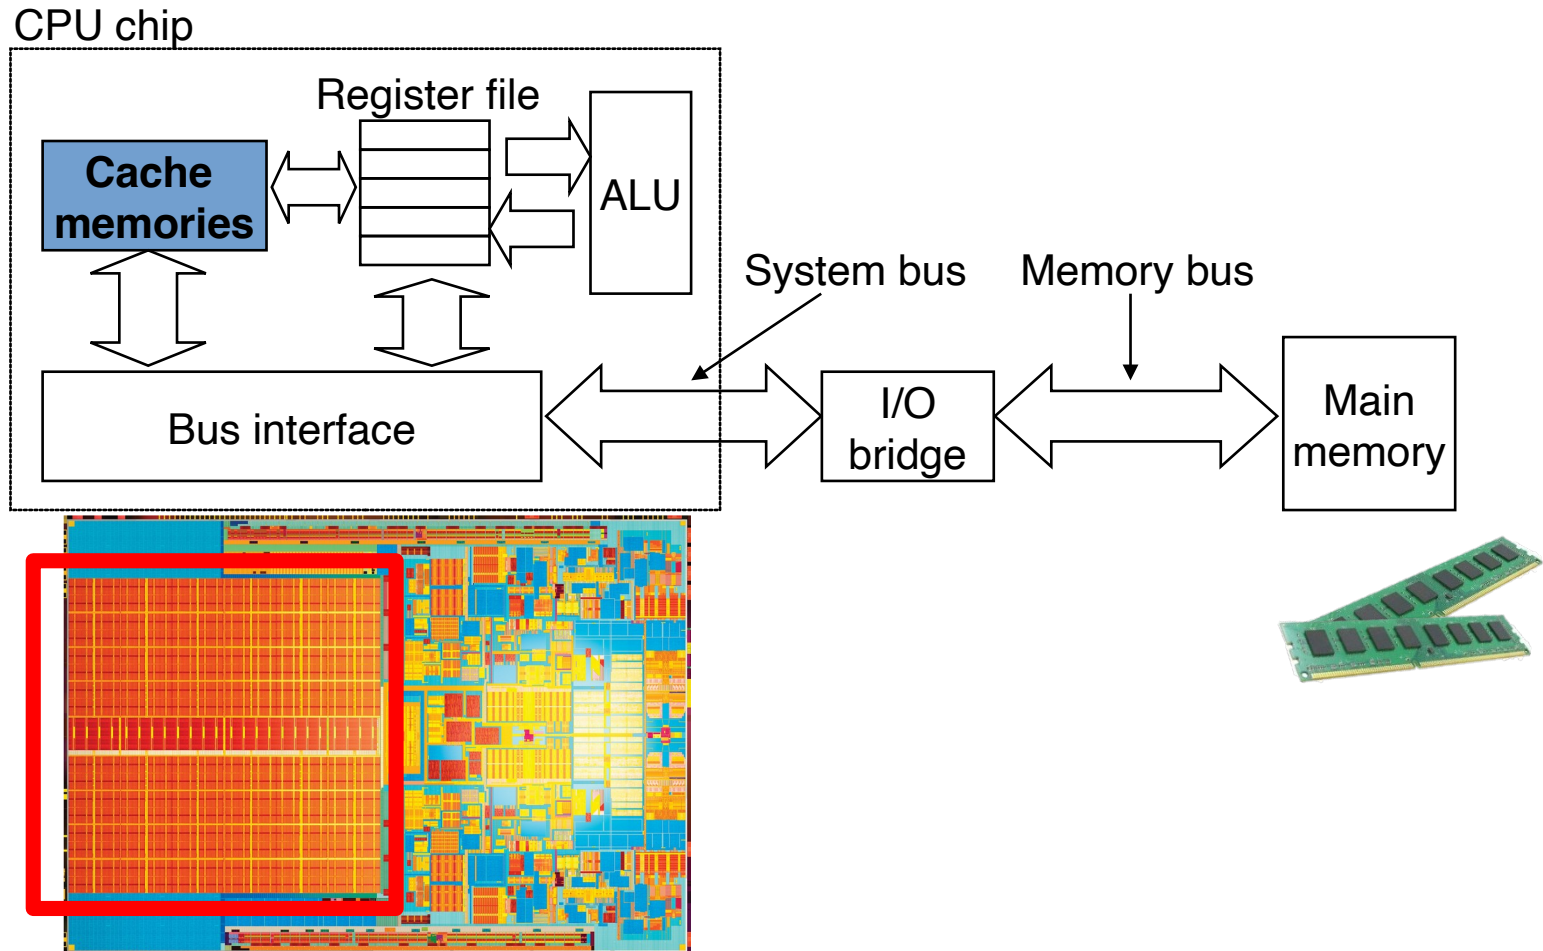 CPU chip
Register file
Cache
memories
ALU
System bus
Memory bus
Bus interface
I/O
bridge
Main
memory